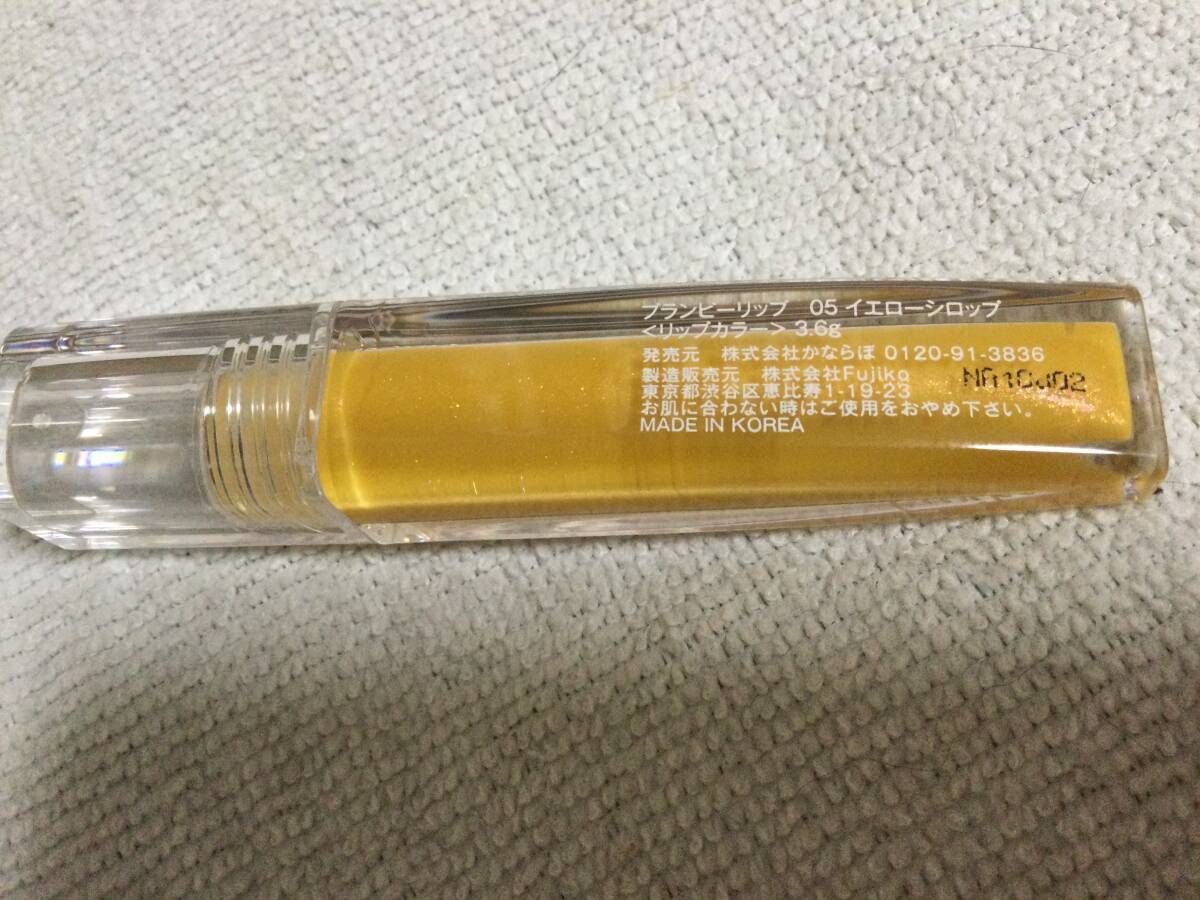 プランピーリップ　05 イエローシロップ
<リップカラー> 3.6g
発売元　株式会社かならぼ 0120-91-3836
製造販売元　株式会社Fujiko
東京都渋谷区恵比寿1-19-23
お肌に合わない時はご使用をおやめ下さい。
MADE IN KOREA